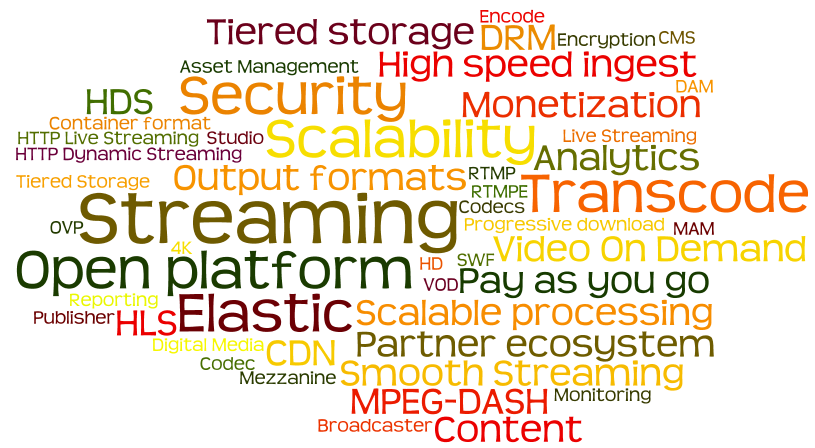 Encode
Tiered storage
DRM
Encryption
CMS
Asset Management
High speed ingest
DAM
HDS
Security
Monetization
Container format
HTTP Live Streaming
Studio
Scalability
Live Streaming
HTTP Dynamic Streaming
Analytics
Tiered Storage
Output formats
RTMP
RTMPE
Transcode
Codecs
Streaming
OVP
Progressive download
MAM
4K
Video On Demand
Open platform
HD
SWF
VOD
Pay as you go
Reporting
Publisher
HLS
Elastic
Scalable processing
Digital Media
CDN
Partner ecosystem
Codec
Mezzanine
Smooth Streaming
MPEG-DASH
Monitoring
Broadcaster
Content